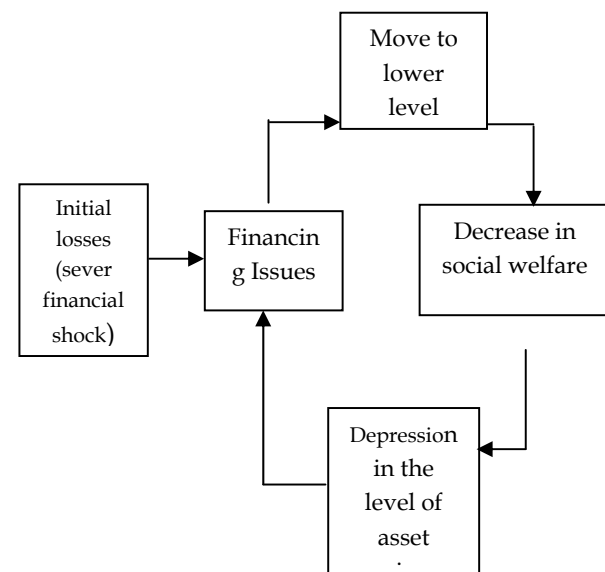 Move to
lower
level
Initial
losses
(sever
financial
shock)
Financin
g Issues
Decrease in
social welfare
Depression
in the
level of
asset